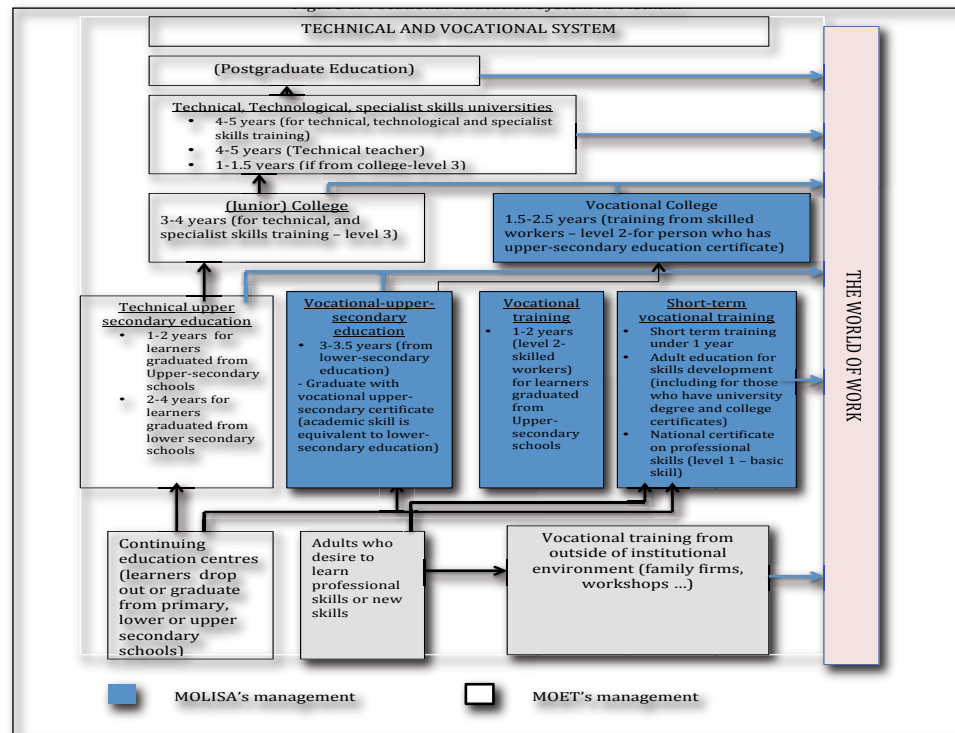 TECHNICAL AND VOCATIONAL SYSTEM
(Postgraduate Education)
Technical, Technological, specialist skills universities
• 4-5 years (for technical, technological and specialist
skills training)
• 4-5 years (Technical teacher)
• 1-1.5 years (if from college-level 3)
(Junior) College
3-4 years (for technical, and
specialist skills training – level 3)
Vocational College
1.5-2.5 years (training from skilled
workers – level 2-for person who has
upper-secondary education certificate)
Technical upper
secondary education
• 1-2 years for
learners
graduated from
Upper-secondary
schools
• 2-4 years for
learners
graduated from
lower secondary
schools
Vocational-upper-
secondary
education
• 3-3.5 years (from
lower-secondary
education)
- Graduate with
vocational upper-
secondary certificate
(academic skill is
equivalent to lower-
secondary education)
Vocational
training
• 1-2 years
(level 2-
skilled
workers)
for learners
graduated
from
Upper-
secondary
schools
Short-term
vocational training
• Short term training
under 1 year
• Adult education for
skills development
(including for those
who have university
degree and college
certificates)
• National certificate
on professional
skills (level 1 – basic
skill)
Continuing
education centres
(learners drop
out or graduate
from primary,
lower or upper
secondary
schools)
Adults who
desire to
learn
professional
skills or new
skills
Vocational training from
outside of institutional
environment (family firms,
workshops ...)
THE WORLD OF WORK
MOLISA's management
MOET's management